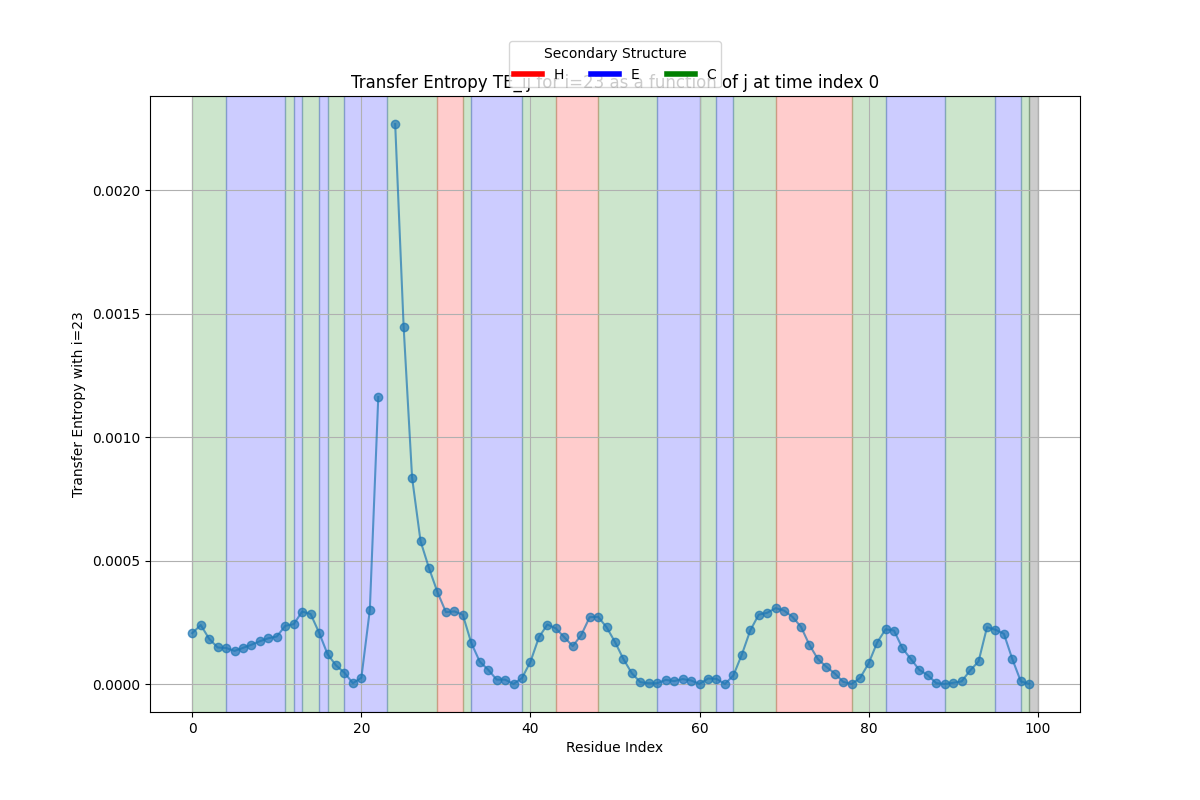 Secondary Structure
H E C
Transfer Entropy TE_ij for i=23 as a function of j at time index 0
Transfer Entropy with i=23
0.0020
0.0015
0.0010
0.0005
0.0000
0 20 40 60 80 100
Residue Index